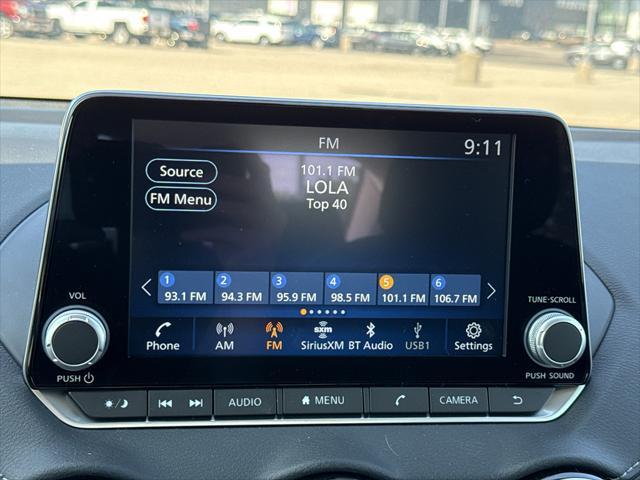 FM
9:11
Source
101.1 FM
LOLA
FM Menu
Top 40
1 2 3 4 5 6
93.1 FM 94.3 FM 95.9 FM 98.5 FM 101.1 FM 106.7 FM
VOL
TUNE-SCROLL
Phone AM FM sxm SiriusXM BT Audio USB1 Settings
PUSH
PUSH SOUND
AUDIO MENU CAMERA